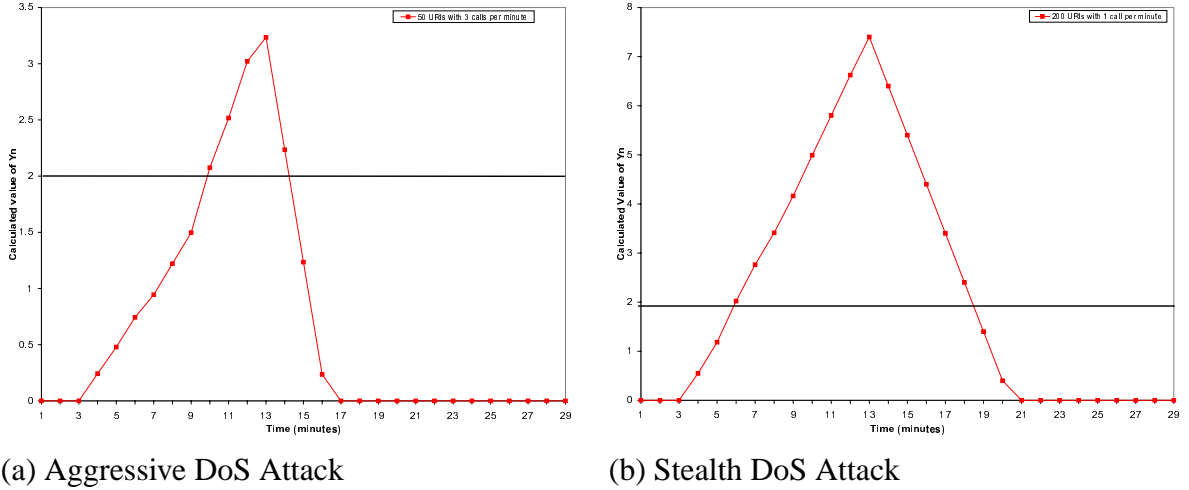 50 URIs with 3 calls per minute
Calculated value of Yn
3.5
3
2.5
2
1.5
1
0.5
0
1 3 5 7 9 11 13 15 17 19 21 23 25 27 29
Time (minutes)
200 URIs with 1 call per minute
Calculated Value of Yn
8
7
6
5
4
3
2
1
0
1 3 5 7 9 11 13 15 17 19 21 23 25 27 29
Time (minutes)
(a) Aggressive DoS Attack
(b) Stealth DoS Attack